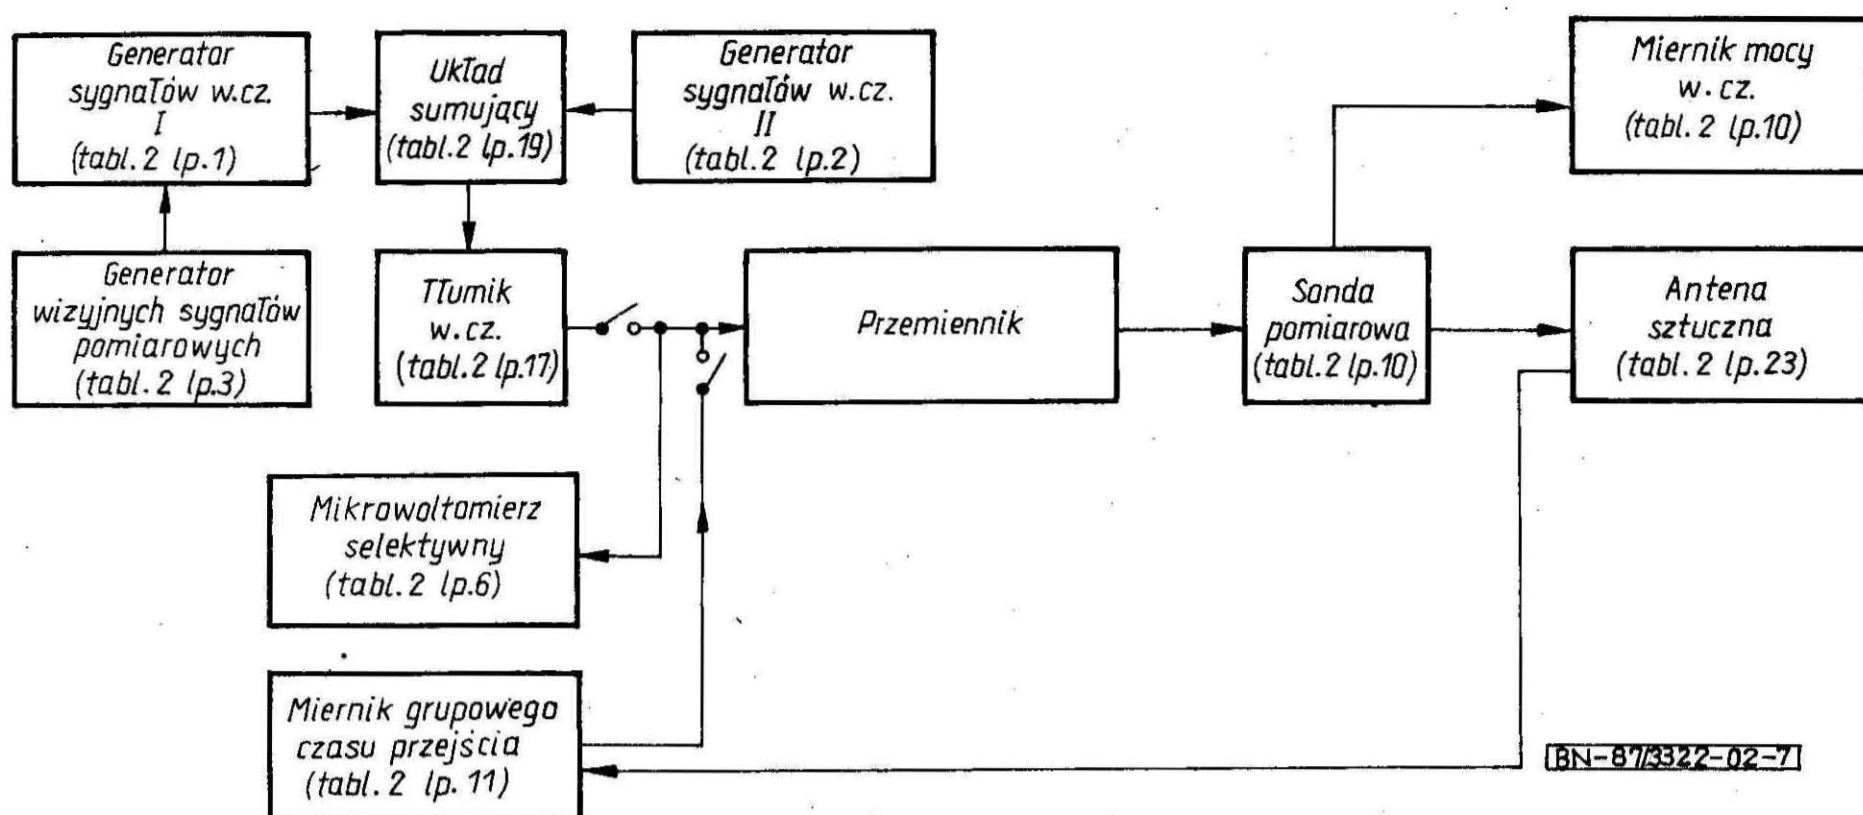 Generator
sygnałów w.cz.
I
(tabl.2 lp.1)
Układ
sumujący
(tabl.2 lp.19)
Generator
sygnałów w.cz.
II
(tabl.2 lp.2)
Miernik mocy
w.cz.
(tabl.2 lp.10)
Generator
wizyjnych sygnałów
pomiarowych
(tabl.2 lp.3)
Tłumik
w.cz.
(tabl.2 lp.17)
Przemiennik
Sonda
pomiarowa
(tabl.2 lp.10)
Antena
sztuczna
(tabl.2 lp.23)
Mikrowoltomierz
selektywny
(tabl.2 lp.6)
Miernik grupowego
czasu przejścia
(tabl.2 lp.11)
BN-87/3322-02-7